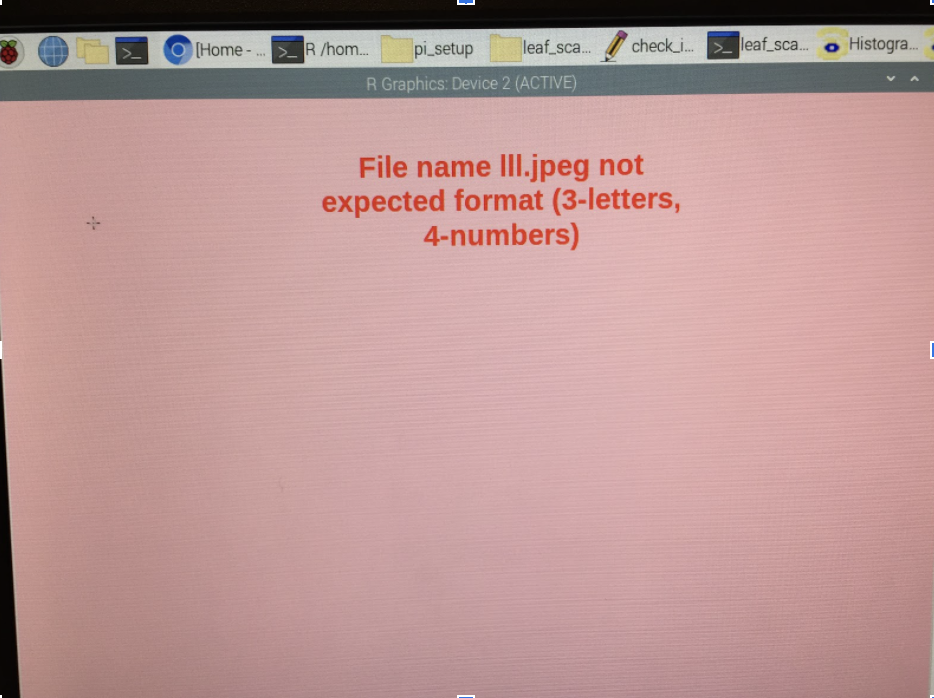 [Home - ...
R /hom...
pi_setup
leaf_sca...
check_i...
leaf_sca...
Histogra...
R Graphics: Device 2 (ACTIVE)
File name lll.jpeg not
expected format (3-letters,
4-numbers)